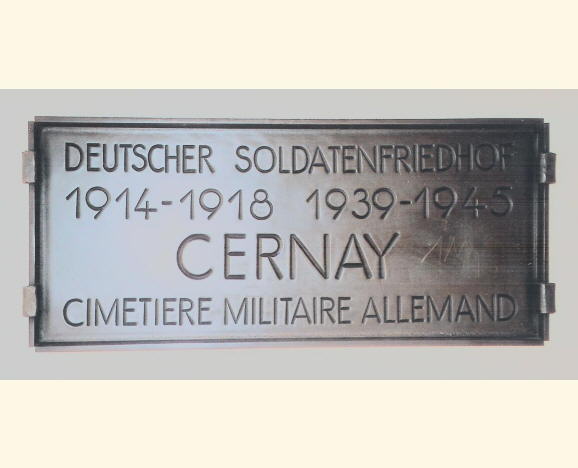 DEUTSCHER SOLDATENFRIEDHOF
1914-1918 1939-1945
CERNAY
CIMETIERE MILITAIRE ALLEMAND